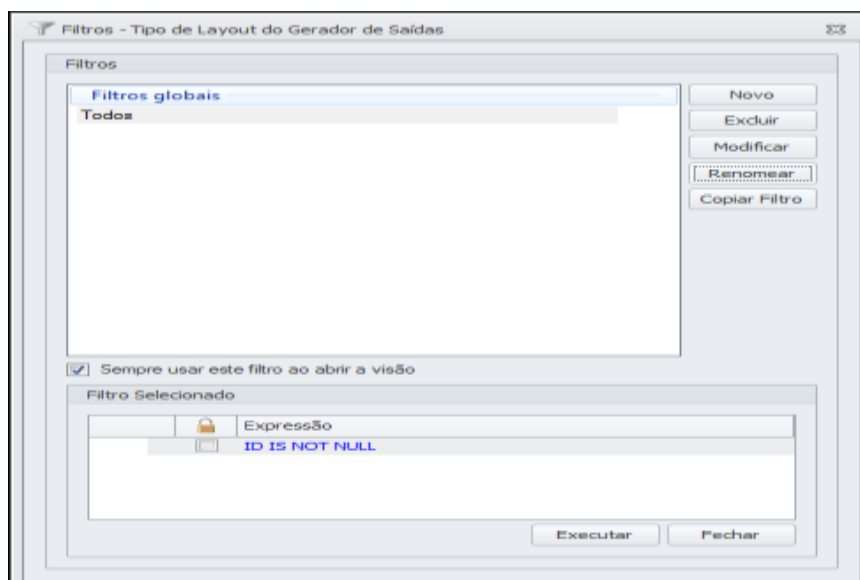 Filtros - Tipo de Layout do Gerador de Saídas
Filtros
Filtros globais
Todos
Novo
Excluir
Modificar
Renomear
Copiar Filtro
Sempre usar este filtro ao abrir a visão
Filtro Selecionado
Expressão
ID IS NOT NULL
Executar
Fechar